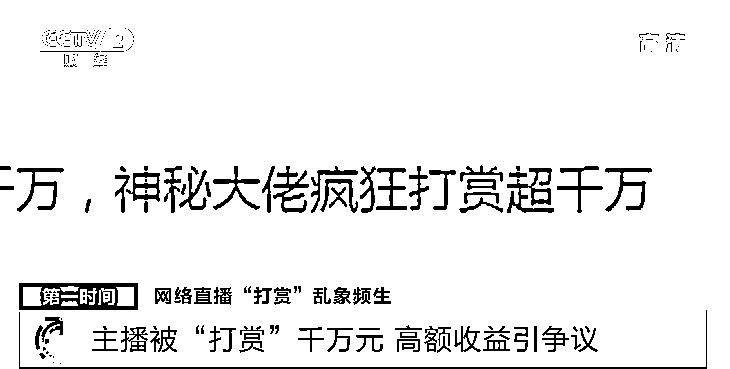 CCTV 2 高清
财经
千万，神秘大佬疯狂打赏超千万
第一时间 网络直播“打赏”乱象频生
主播被“打赏”千万元 高额收益引争议